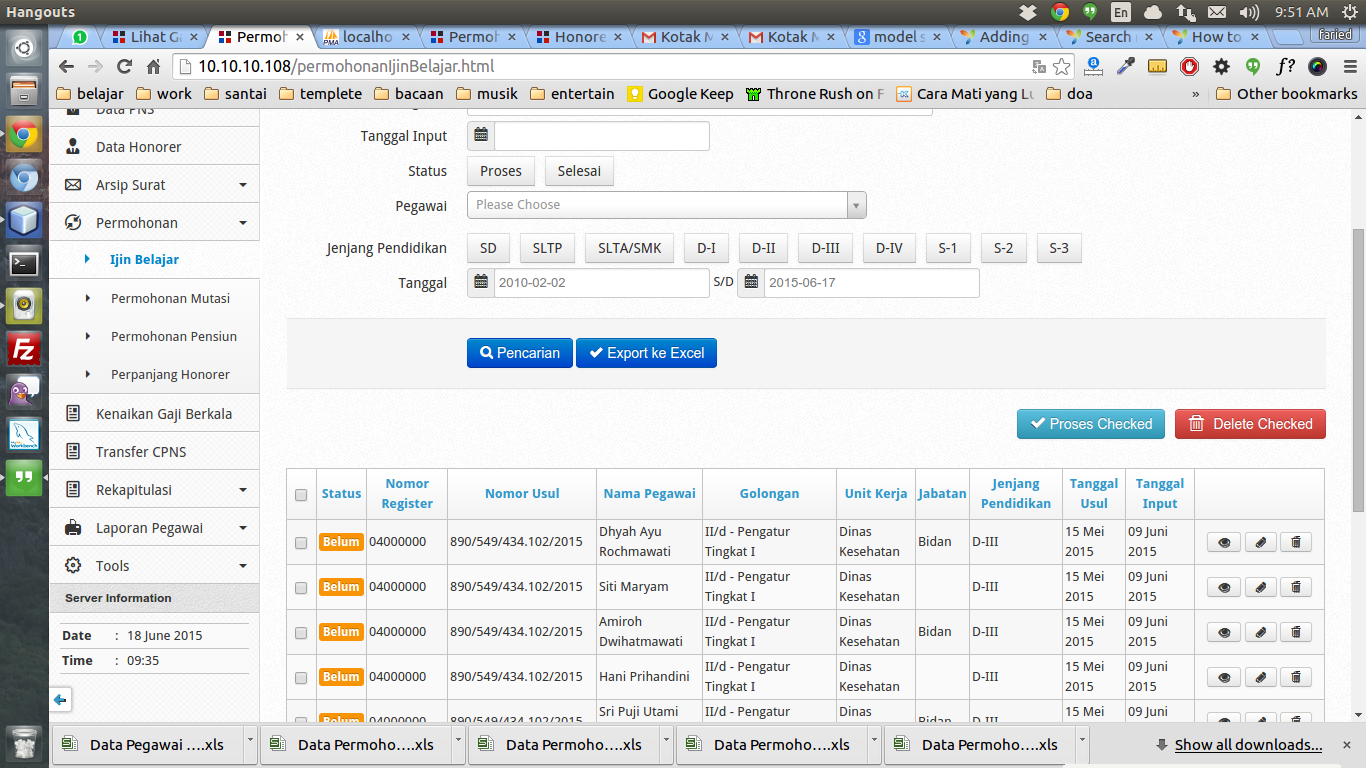 Hangouts
En
9:51 AM
Lihat G
Permoh
localho
Permoh
Honore
Kotak M
Kotak M
model s
Adding
Search
How to
faried
10.10.10.108/permohonanIjinBelajar.html
belajar work santai templete bacaan musik entertain Google Keep Throne Rush on F Cara Mati yang Lu doa » Other bookmarks
Data PNS
Data Honorer
Arsip Surat
Permohonan
Ijin Belajar
Permohonan Mutasi
Permohonan Pensiun
Perpanjang Honorer
Kenaikan Gaji Berkala
Transfer CPNS
Rekapitulasi
Laporan Pegawai
Tools
Server Information
Date : 18 June 2015
Time : 09:35
Tanggal Input
Status Proses Selesai
Pegawai Please Choose
Jenjang Pendidikan SD SLTP SLTA/SMK D-I D-II D-III D-IV S-1 S-2 S-3
Tanggal 2010-02-02 S/D 2015-06-17
Pencarian Export ke Excel
Proses Checked Delete Checked
Status
Nomor
Register
Nomor Usul
Nama Pegawai
Golongan
Unit Kerja
Jabatan
Jenjang
Pendidikan
Tanggal
Usul
Tanggal
Input
Belum
04000000
890/549/434.102/2015
Dhyah Ayu
Rochmawati
II/d - Pengatur
Tingkat I
Dinas
Kesehatan
Bidan
D-III
15 Mei
2015
09 Juni
2015
Belum
04000000
890/549/434.102/2015
Siti Maryam
II/d - Pengatur
Tingkat I
Dinas
Kesehatan
D-III
15 Mei
2015
09 Juni
2015
Belum
04000000
890/549/434.102/2015
Amiroh
Dwihatmawati
II/d - Pengatur
Tingkat I
Dinas
Kesehatan
Bidan
D-III
15 Mei
2015
09 Juni
2015
Belum
04000000
890/549/434.102/2015
Hani Prihandini
II/d - Pengatur
Tingkat I
Dinas
Kesehatan
D-III
15 Mei
2015
09 Juni
2015
Belum
04000000
890/549/434.102/2015
Sri Puji Utami
II/d - Pengatur
Dinas
Bidan
D-III
15 Mei
09 Juni
Data Pegawai ....xls
Data Permoho....xls
Data Permoho....xls
Data Permoho....xls
Data Permoho....xls
Show all downloads...